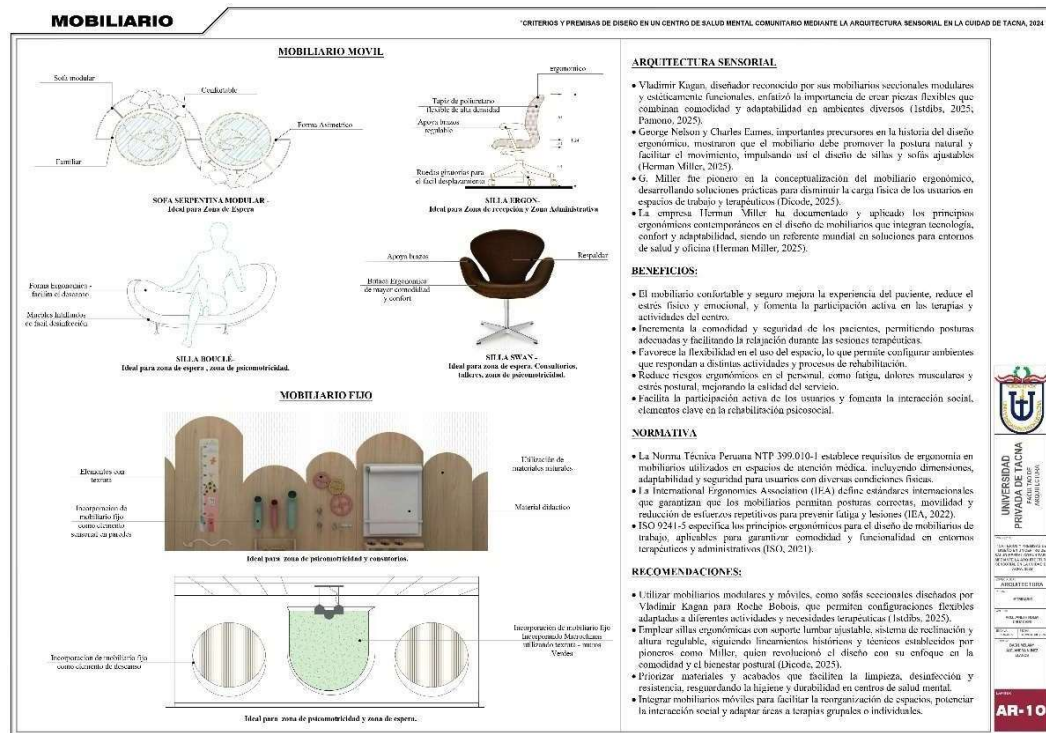 MOBILIARIO
"CRITERIOS Y PREMISAS DE DISEÑO EN UN CENTRO DE SALUD MENTAL COMUNITARIO MEDIANTE LA ARQUITECTURA SENSORIAL EN LA CUIDAD DE TACNA, 2024
MOBILIARIO MOVIL
Sofa modular
Confortable
Forma Asimetrico
Familiar
SOFA SERPENTINA MODULAR -
Ideal para Zona de Espera
ergonomico
Tapiz de poliuretano
flexible de alta densidad
Apoya brazos
regulable
Ruedas giratorias para
el facil desplazamiento
SILLA ERGON-
Ideal para Zona de recepción y Zona Administrativa
Forma Ergonomica -
facilita el descanso
de facil desinfección
SILLA BOUCLÉ-
Ideal para zona de espera , zona de psicomotricidad.
Apoya brazos
Respaldar
Butaca Ergonomica
de mayor comodidad
y confort
SILLA SWAN -
Ideal para zona de espera, Consultorios,
talleres, zona de psicomotricidad.
MOBILIARIO FIJO
Elementos con
textura
Incorporacion de
mobiliario fijo
como elemento
sensorial en paredes
Utilización de
materiales naturales
Material didactico
Ideal para zona de psicomotricidad y consutorios.
Incorporacion de mobiliario fijo
como elemento de descanso
Incorporación de mobiliario fijo
Incorporando Macrochuam
utilizando textura - muros
Verdes
Ideal para zona de psicomotricidad y zona de espera.
ARQUITECTURA SENSORIAL
• Vladimir Kagan, diseñador reconocido por sus mobiliarios seccionales modulares
y estéticamente funcionales, enfatizó la importancia de crear piezas flexibles que
combinan comodidad y adaptabilidad en ambientes diversos (1stdibs, 2025;
Pamono, 2025).
• George Nelson y Charles Eames, importantes precursores en la historia del diseño
ergonómico, mostraron que el mobiliario debe promover la postura natural y
facilitar el movimiento, impulsando así el diseño de sillas y sofás ajustables
(Herman Miller, 2025).
• G. Miller fue pionero en la conceptualización del mobiliario ergonómico,
desarrollando soluciones prácticas para disminuir la carga física de los usuarios en
espacios de trabajo y terapéuticos (Dicode, 2025).
• La empresa Herman Miller ha documentado y aplicado los principios
ergonómicos contemporáneos en el diseño de mobiliarios que integran tecnología,
confort y adaptabilidad, siendo un referente mundial en soluciones para entornos
de salud y oficina (Herman Miller, 2025).
BENEFICIOS:
• El mobiliario confortable y seguro mejora la experiencia del paciente, reduce el
estrés físico y emocional, y fomenta la participación activa en las terapias y
actividades del centro.
• Incrementa la comodidad y seguridad de los pacientes, permitiendo posturas
adecuadas y facilitando la relajación durante las sesiones terapéuticas.
• Favorece la flexibilidad en el uso del espacio, lo que permite configurar ambientes
que respondan a distintas actividades y procesos de rehabilitación.
• Reduce riesgos ergonómicos en el personal, como fatiga, dolores musculares y
estrés postural, mejorando la calidad del servicio.
• Facilita la participación activa de los usuarios y fomenta la interacción social,
elementos clave en la rehabilitación psicosocial.
NORMATIVA
• La Norma Técnica Peruana NTP 399.010-1 establece requisitos de ergonomía en
mobiliarios utilizados en espacios de atención médica, incluyendo dimensiones,
adaptabilidad y seguridad para usuarios con diversas condiciones físicas.
• La International Ergonomics Association (IEA) define estándares internacionales
que garantizan que los mobiliarios permitan posturas correctas, movilidad y
reducción de esfuerzos repetitivos para prevenir fatiga y lesiones (IEA, 2022).
• ISO 9241-5 especifica los principios ergonómicos para el diseño de mobiliarios de
trabajo, aplicables para garantizar comodidad y funcionalidad en entornos
terapéuticos y administrativos (ISO, 2021).
RECOMENDACIONES:
• Utilizar mobiliarios modulares y móviles, como sofás seccionales diseñados por
Vladimir Kagan para Roche Bobois, que permiten configuraciones flexibles
adaptadas a diferentes actividades y necesidades terapéuticas (1stdibs, 2025).
• Emplear sillas ergonómicas con soporte lumbar ajustable, sistema de reclinación y
altura regulable, siguiendo lineamientos históricos y técnicos establecidos por
pioneros como Miller, quien revolucionó el diseño con su enfoque en la
comodidad y el bienestar postural (Dicode, 2025).
• Priorizar materiales y acabados que faciliten la limpieza, desinfección y
resistencia, resguardando la higiene y durabilidad en centros de salud mental.
• Integrar mobiliarios móviles para facilitar la reorganización de espacios, potenciar
la interacción social y adaptar áreas a terapias grupales o individuales.
UNIVERSIDAD
PRIVADA DE TACNA
FACULTAD DE
ARQUITECTURA
ARQUITECTURA
AR-10